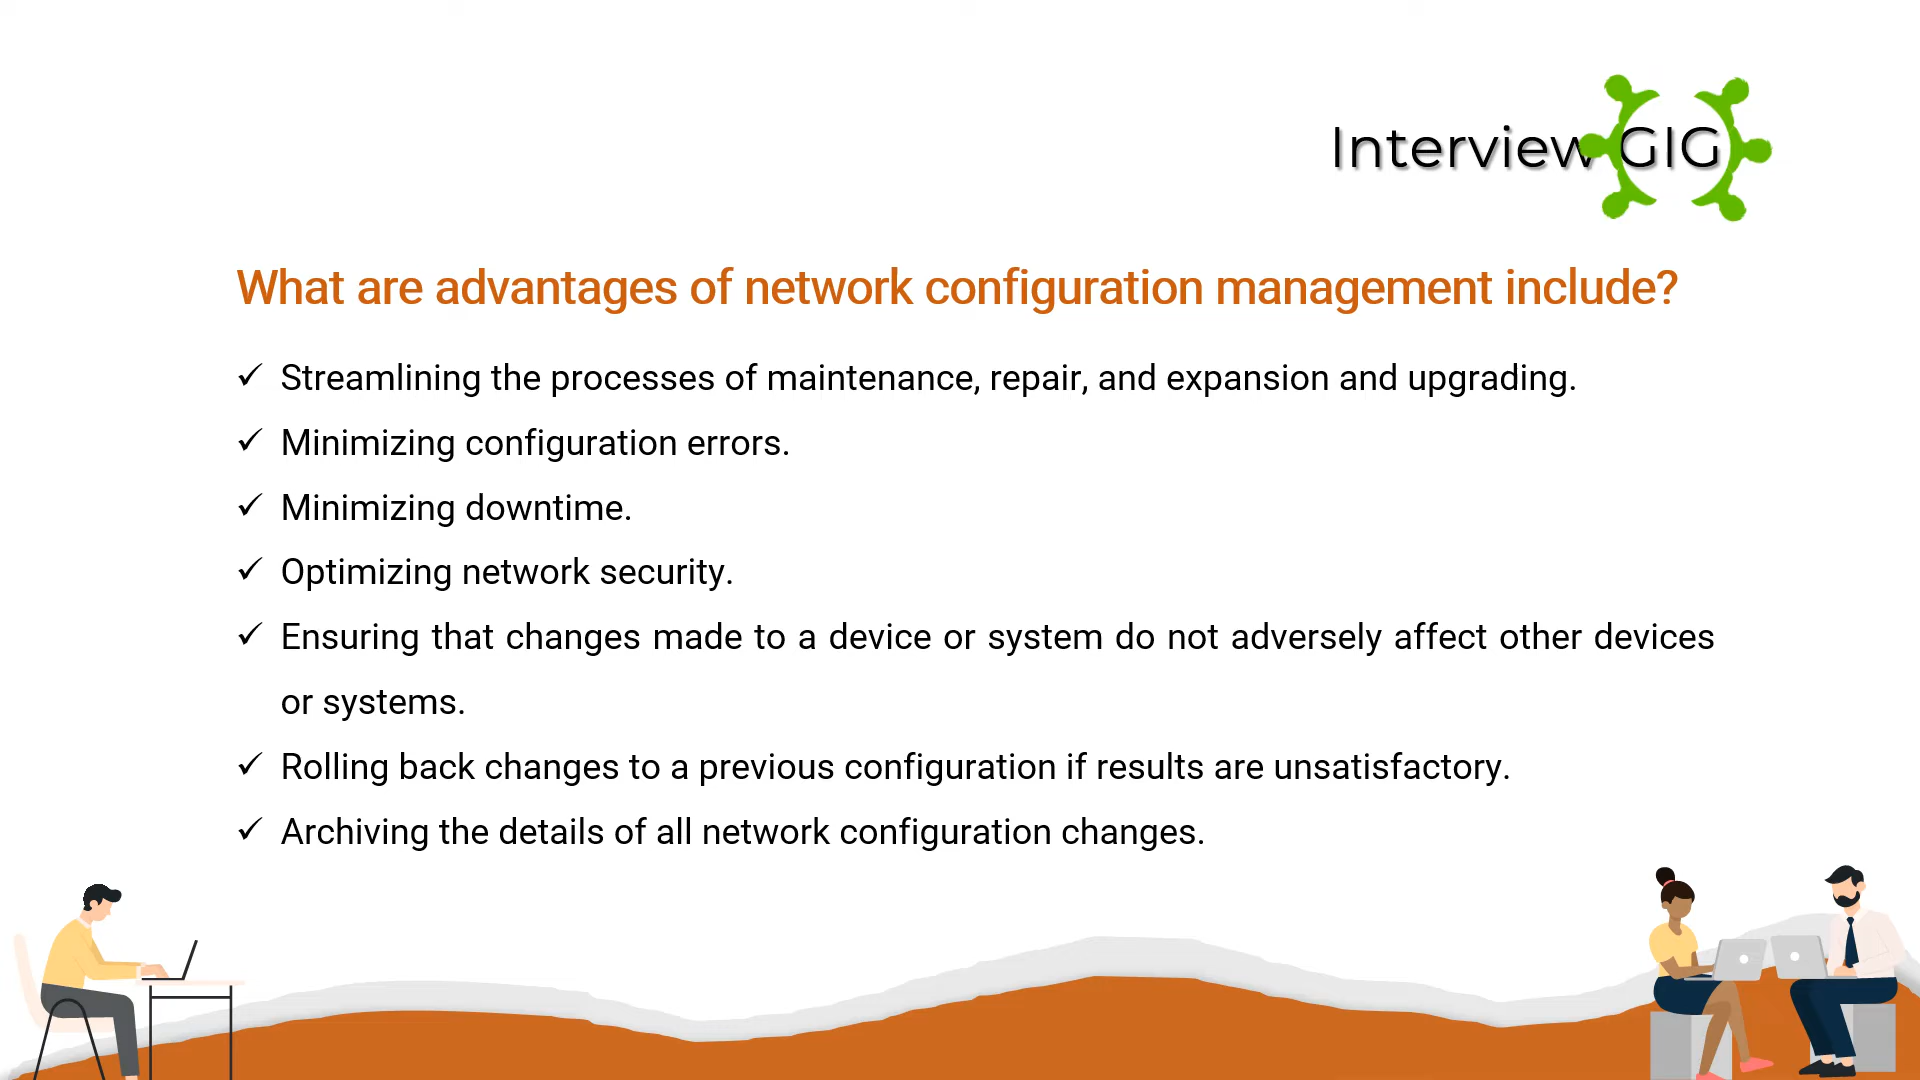 Interview GIG
What are advantages of network configuration management include?
✓ Streamlining the processes of maintenance, repair, and expansion and upgrading.
✓ Minimizing configuration errors.
✓ Minimizing downtime.
✓ Optimizing network security.
✓ Ensuring that changes made to a device or system do not adversely affect other devices
or systems.
✓ Rolling back changes to a previous configuration if results are unsatisfactory.
✓ Archiving the details of all network configuration changes.